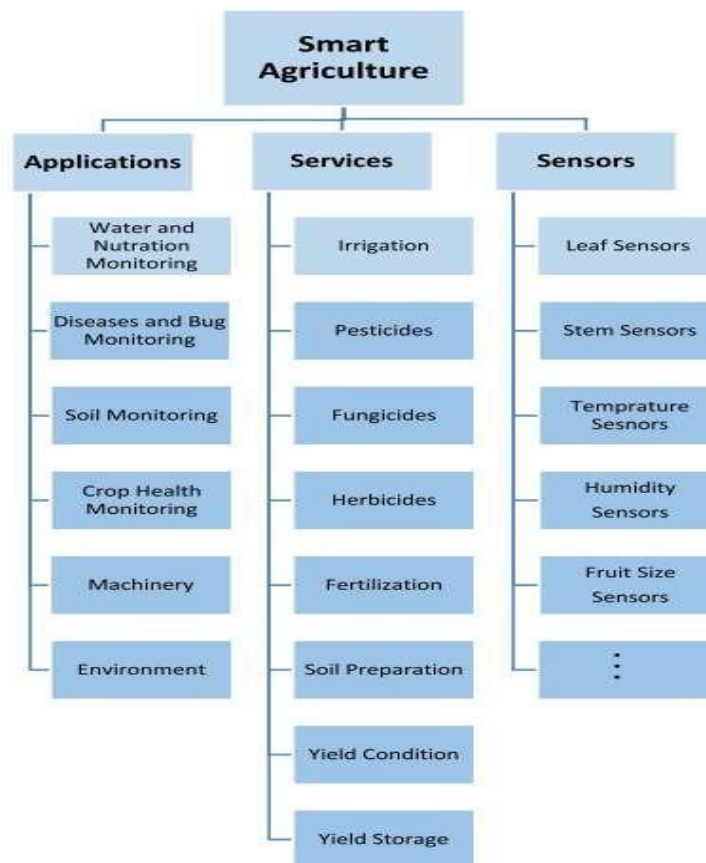 Smart
Agriculture
Applications
Services
Sensors
Water and
Nutration
Monitoring
Diseases and Bug
Monitoring
Soil Monitoring
Crop Health
Monitoring
Machinery
Environment
Irrigation
Pesticides
Fungicides
Herbicides
Fertilization
Soil Preparation
Yield Condition
Yield Storage
Leaf Sensors
Stem Sensors
Temprature
Sesnors
Humidity
Sensors
Fruit Size
Sensors
⋮